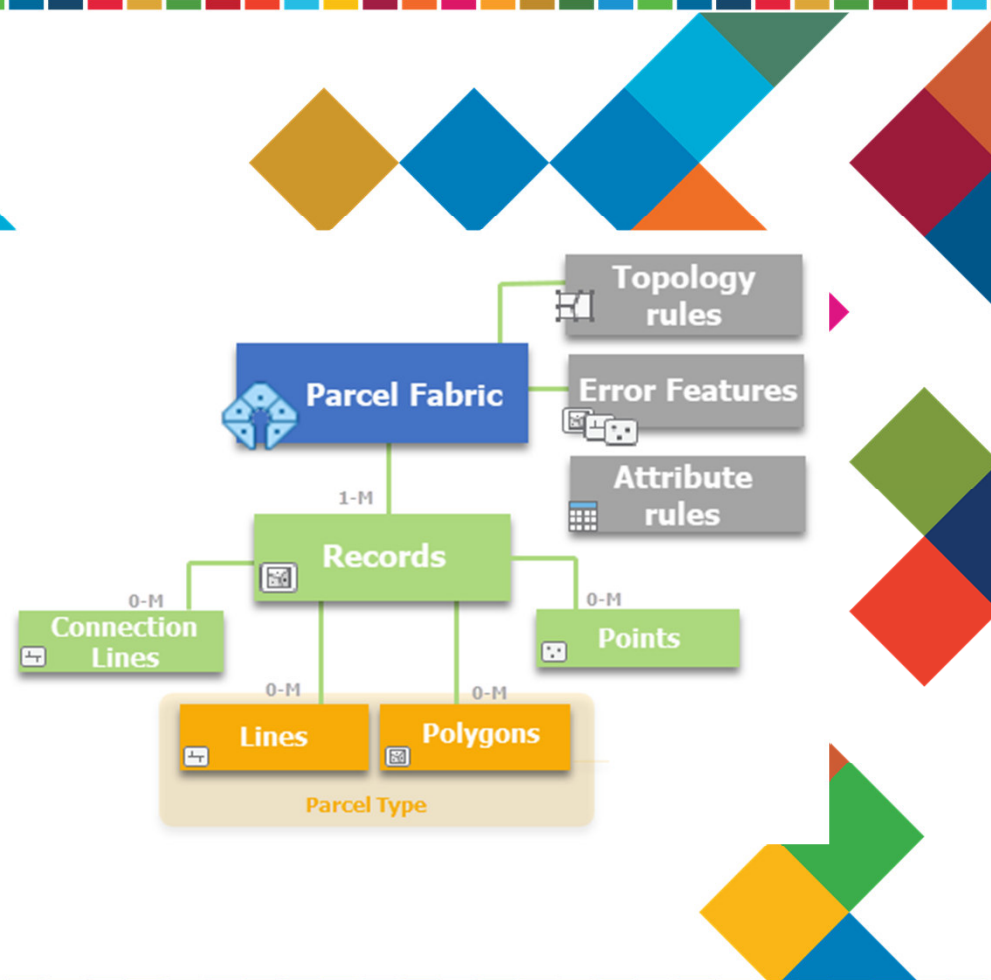 Topology
rules
Parcel Fabric
Error Features
Attribute
rules
1-M
Records
0-M
Connection
Lines
0-M
Points
0-M
0-M
Lines
Polygons
Parcel Type